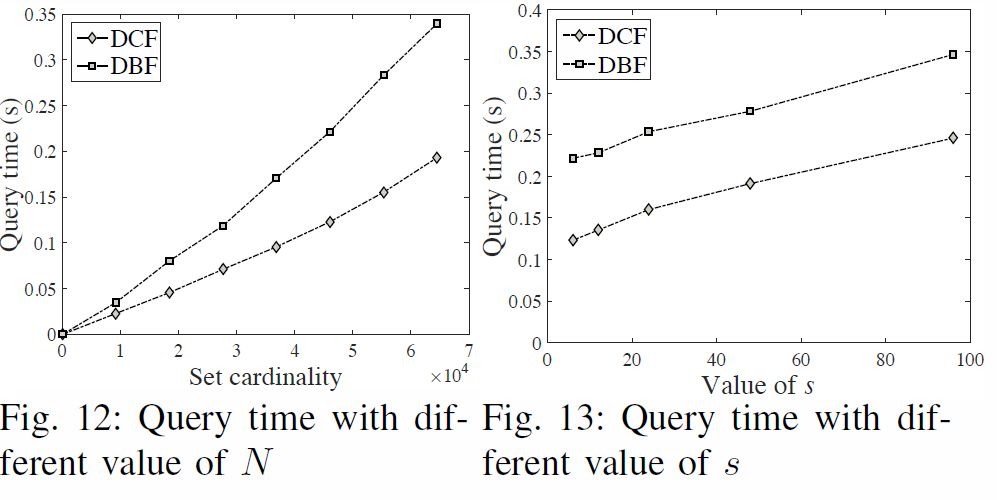 0.35
0.3
0.25
0.2
0.15
0.1
0.05
0
Query time (s)
DCF
DBF
0 1 2 3 4 5 6 7
×10⁴
Set cardinality
Fig. 12: Query time with dif-
ferent value of N
0.4
0.35
0.3
0.25
0.2
0.15
0.1
0.05
0
Query time (s)
DCF
DBF
0 20 40 60 80 100
Value of s
Fig. 13: Query time with dif-
ferent value of s